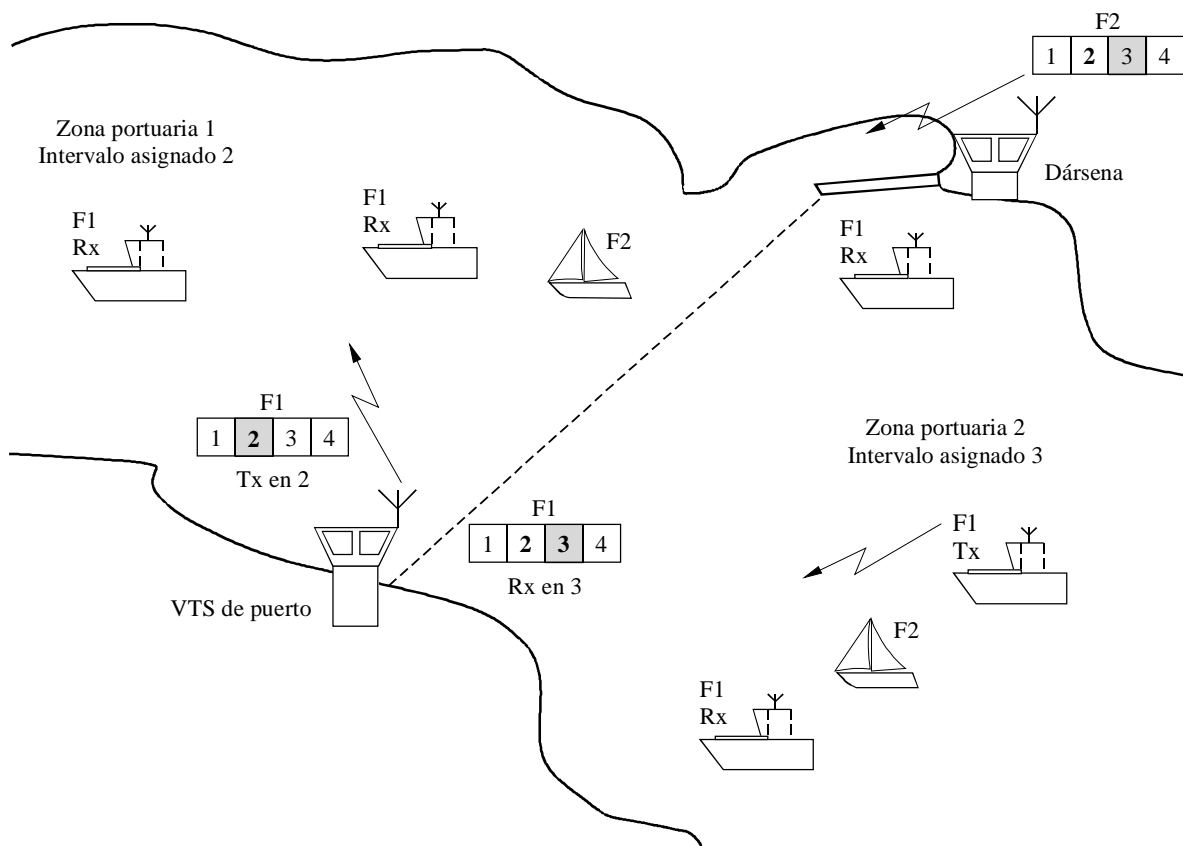 F2
1 2 3 4
Zona portuaria 1
Intervalo asignado 2
Dársena
F1
Rx
F1
Rx
F2
F1
Rx
F1
1 2 3 4
Tx en 2
Zona portuaria 2
Intervalo asignado 3
F1
1 2 3 4
Rx en 3
F1
Tx
VTS de puerto
F2
F1
Rx